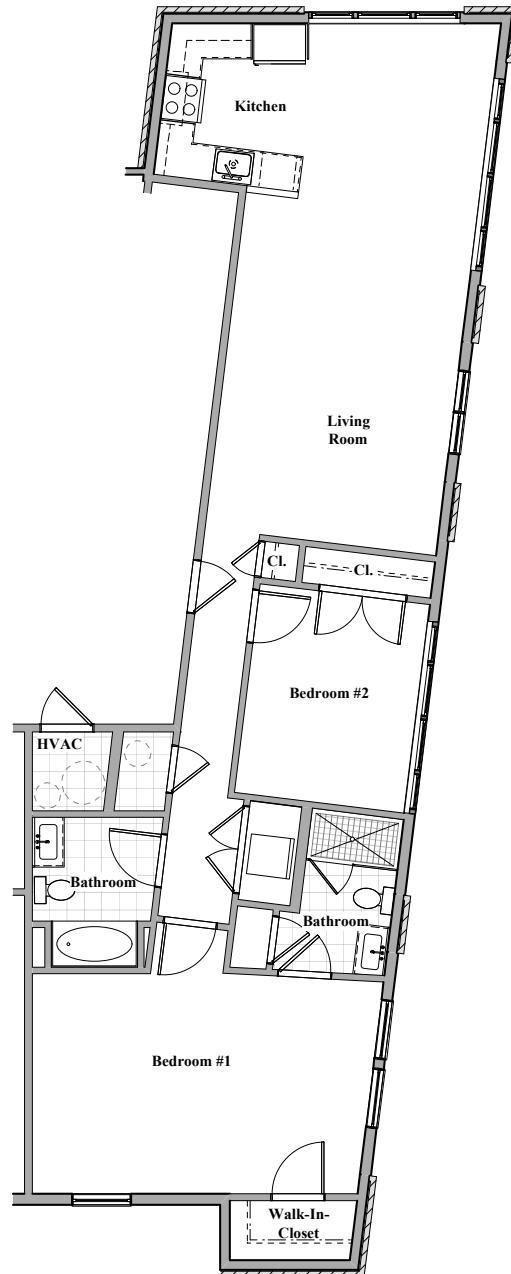 Kitchen
Living
Room
Cl.
Cl.
Bedroom #2
HVAC
Bathroom
Bathroom
Bedroom #1
Walk-In-
Closet